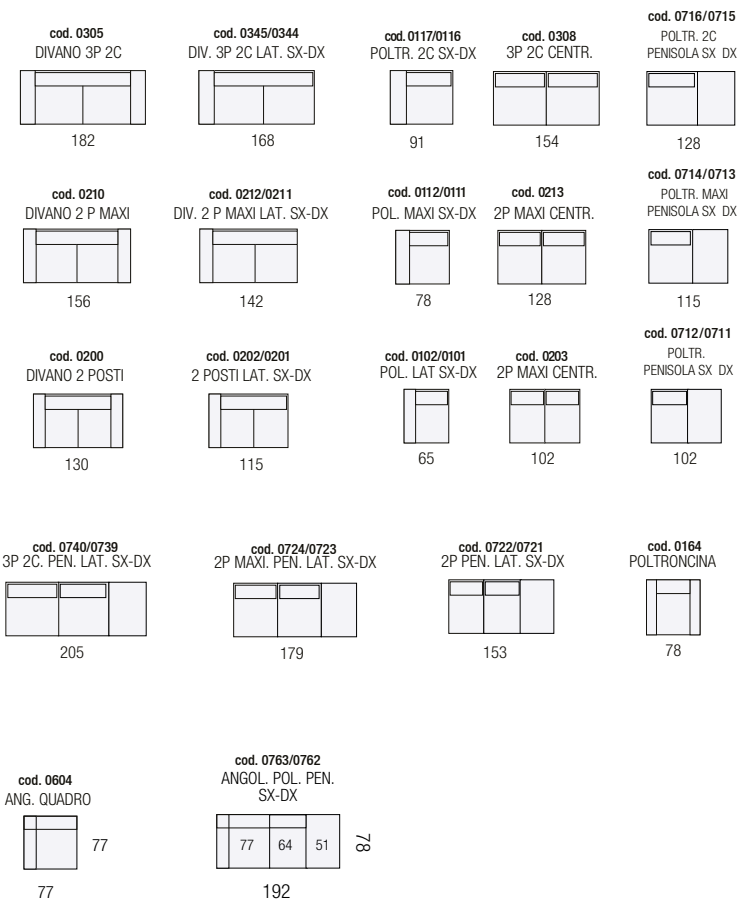 cod. 0305
DIVANO 3P 2C
182
cod. 0345/0344
DIV. 3P 2C LAT. SX-DX
168
cod. 0117/0116
POLTR. 2C SX-DX
91
cod. 0308
3P 2C CENTR.
154
cod. 0716/0715
POLTR. 2C
PENISOLA SX DX
128
cod. 0210
DIVANO 2 P MAXI
156
cod. 0212/0211
DIV. 2 P MAXI LAT. SX-DX
142
cod. 0112/0111
POL. MAXI SX-DX
78
cod. 0213
2P MAXI CENTR.
128
cod. 0714/0713
POLTR. MAXI
PENISOLA SX DX
115
cod. 0200
DIVANO 2 POSTI
130
cod. 0202/0201
2 POSTI LAT. SX-DX
115
cod. 0102/0101
POL. LAT SX-DX
65
cod. 0203
2P MAXI CENTR.
102
cod. 0712/0711
POLTR.
PENISOLA SX DX
102
cod. 0740/0739
3P 2C. PEN. LAT. SX-DX
205
cod. 0724/0723
2P MAXI. PEN. LAT. SX-DX
179
cod. 0722/0721
2P PEN. LAT. SX-DX
153
cod. 0164
POLTRONCINA
78
cod. 0604
ANG. QUADRO
77
77
cod. 0763/0762
ANGOL. POL. PEN.
SX-DX
77 64 51
78
192